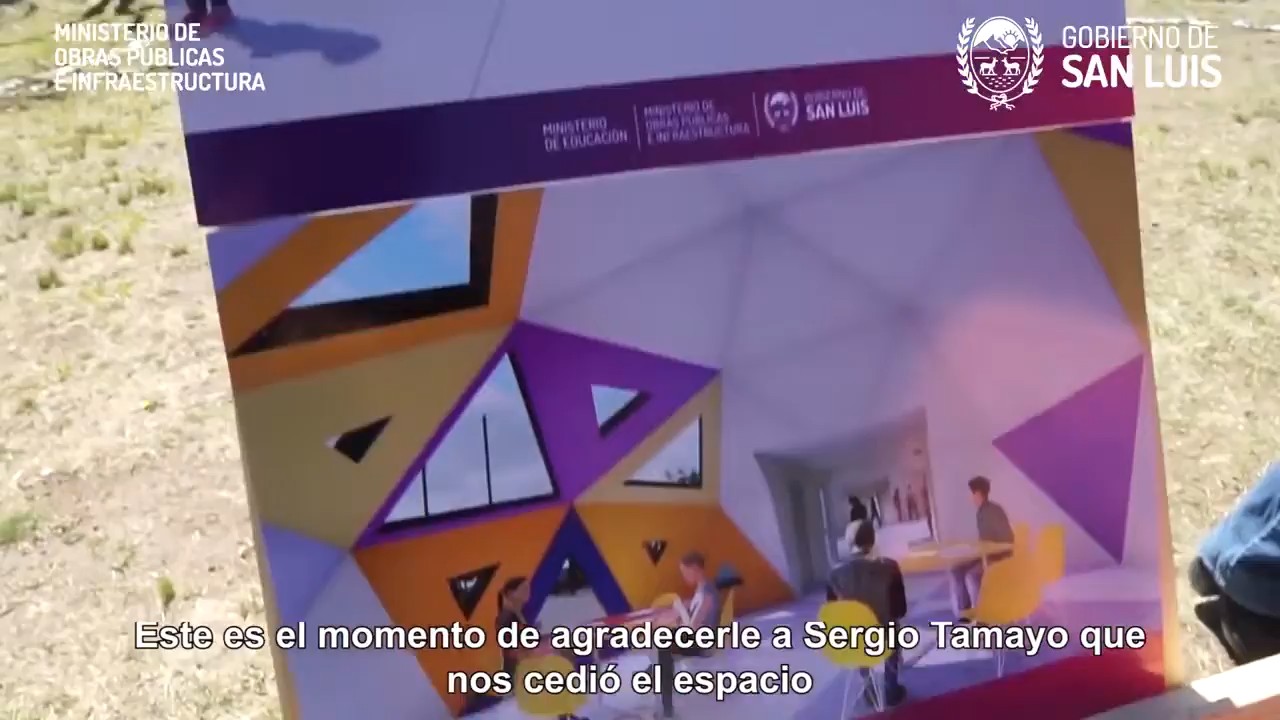 MINISTERIO DE
OBRAS PÚBLICAS
E INFRAESTRUCTURA
GOBIERNO DE
SAN LUIS
MINISTERIO
DE EDUCACIÓN
MINISTERIO DE
OBRAS PÚBLICAS
E INFRAESTRUCTURA
GOBIERNO DE
SAN LUIS
Este es el momento de agradecerle a Sergio Tamayo que
nos cedió el espacio